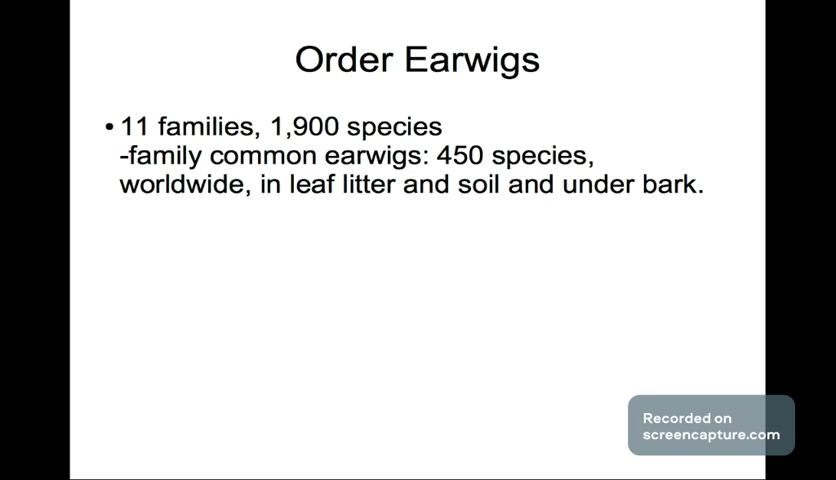 Order Earwigs
• 11 families, 1,900 species
-family common earwigs: 450 species,
worldwide, in leaf litter and soil and under bark.
Recorded on
screencapture.com